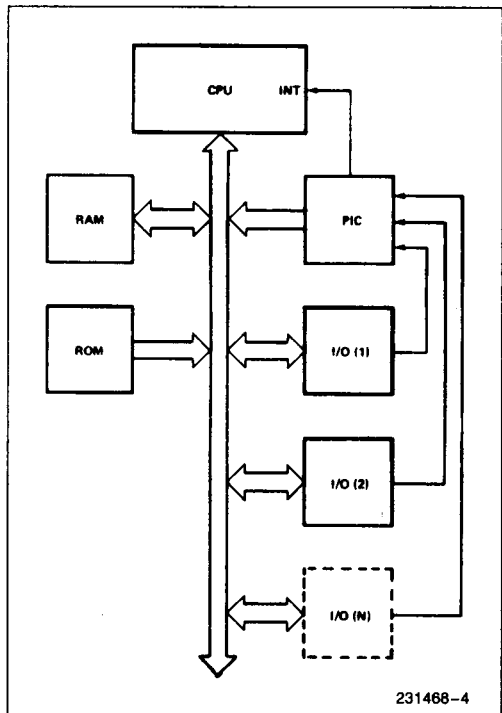 CPU INT
RAM
PIC
ROM
I/O (1)
I/O (2)
I/O (N)
231468-4